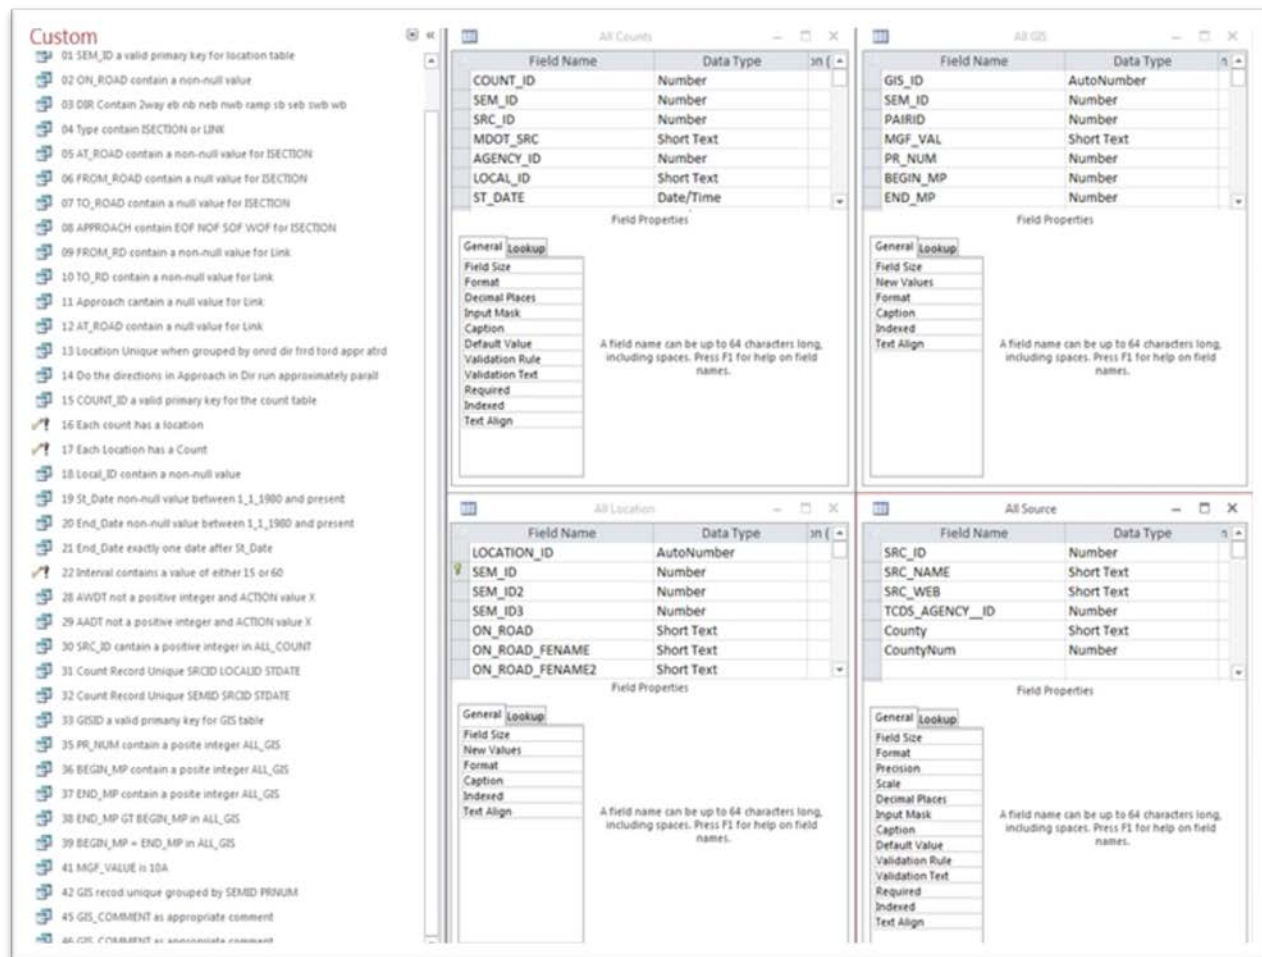 Custom
01 SEM_ID a valid primary key for location table
02 ON_ROAD contain a non-null value
03 DIR Contain 2way eb nb neb nwb ramp sb seb swb wb
04 Type contain ISECTION or LINK
05 AT_ROAD contain a non-null value for ISECTION
06 FROM_ROAD contain a null value for ISECTION
07 TO_ROAD contain a null value for ISECTION
08 APPROACH contain EOF NOF SOF WOF for ISECTION
09 FROM_RD contain a non-null value for Link
10 TO_RD contain a non-null value for Link
11 Approach cantain a null value for Link
12 AT_ROAD contain a null value for Link
13 Location Unique when grouped by onrd dir frrd tord appr atrd
14 Do the directions in Approach in Dir run approximately parall
15 COUNT_ID a valid primary key for the count table
16 Each count has a location
17 Each Location has a Count
18 Local_ID contain a non-null value
19 St_Date non-null value between 1_1_1980 and present
20 End_Date non-null value between 1_1_1980 and present
21 End_Date exactly one date after St_Date
22 Interval contains a value of either 15 or 60
28 AWDT not a positive integer and ACTION value X
29 AADT not a positive integer and ACTION value X
30 SRC_ID cantain a positive integer in ALL_COUNT
31 Count Record Unique SRCID LOCALID STDATE
32 Count Record Unique SEMID SRCID STDATE
33 GISID a valid primany key for GIS table
35 PR_NUM contain a posite integer ALL_GIS
36 BEGIN_MP contain a posite integer ALL_GIS
37 END_MP contain a posite integer ALL_GIS
38 END_MP GT BEGIN_MP in ALL_GIS
39 BEGIN_MP = END_MP in ALL_GIS
41 MGF_VALUE is 10A
42 GIS recod unique grouped by SEMID PRNUM
45 GIS_COMMENT as appropriate comment
46 GIS_COMMENT as appropriate comment
All Counts
Field Name Data Type on (
COUNT_ID Number
SEM_ID Number
SRC_ID Number
MDOT_SRC Short Text
AGENCY_ID Number
LOCAL_ID Short Text
ST_DATE Date/Time
Field Properties
General Lookup
Field Size
Format
Decimal Places
Input Mask
Caption
Default Value
Validation Rule
Validation Text
Required
Indexed
Text Align
A field name can be up to 64 characters long,
including spaces. Press F1 for help on field
names.
All GIS
Field Name Data Type
GIS_ID AutoNumber
SEM_ID Number
PAIRID Number
MGF_VAL Short Text
PR_NUM Number
BEGIN_MP Number
END_MP Number
Field Properties
General Lookup
Field Size
New Values
Format
Caption
Indexed
Text Align
A field name can be up to 64 characters long,
including spaces. Press F1 for help on field
names.
All Location
Field Name Data Type on (
LOCATION_ID AutoNumber
SEM_ID Number
SEM_ID2 Number
SEM_ID3 Number
ON_ROAD Short Text
ON_ROAD_FENAME Short Text
ON_ROAD_FENAME2 Short Text
Field Properties
General Lookup
Field Size
New Values
Format
Caption
Indexed
Text Align
A field name can be up to 64 characters long,
including spaces. Press F1 for help on field
names.
All Source
Field Name Data Type
SRC_ID Number
SRC_NAME Short Text
SRC_WEB Short Text
TCDS_AGENCY__ID Number
County Short Text
CountyNum Number
Field Properties
General Lookup
Field Size
Format
Precision
Scale
Decimal Places
Input Mask
Caption
Default Value
Validation Rule
Validation Text
Required
Indexed
Text Align
A field name can be up to 64 characters long,
including spaces. Press F1 for help on field
names.